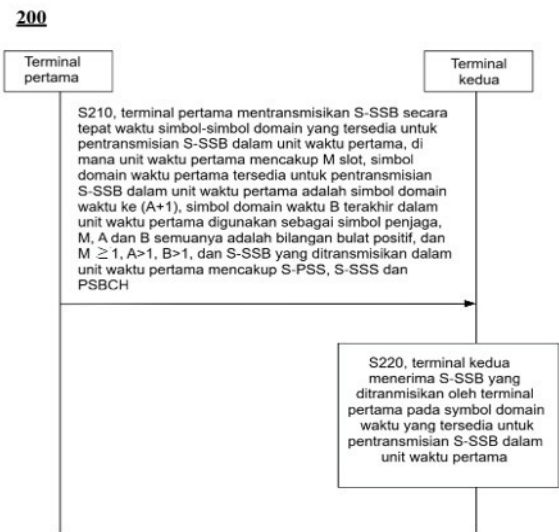 200
Terminal
pertama
Terminal
kedua
S210, terminal pertama mentransmisikan S-SSB secara
tepat waktu simbol-simbol domain yang tersedia untuk
pentransmisian S-SSB dalam unit waktu pertama, di
mana unit waktu pertama mencakup M slot, simbol
domain waktu pertama tersedia untuk pentransmisian
S-SSB dalam unit waktu pertama adalah simbol domain
waktu ke (A+1), simbol domain waktu B terakhir dalam
unit waktu pertama digunakan sebagai simbol penjaga,
M, A dan B semuanya adalah bilangan bulat positif, dan
M ≥ 1, A>1, B>1, dan S-SSB yang ditransmisikan dalam
unit waktu pertama mencakup S-PSS, S-SSS dan
PSBCH
S220, terminal kedua
menerima S-SSB yang
ditranmisikan oleh terminal
pertama pada symbol domain
waktu yang tersedia untuk
pentransmisian S-SSB dalam
unit waktu pertama